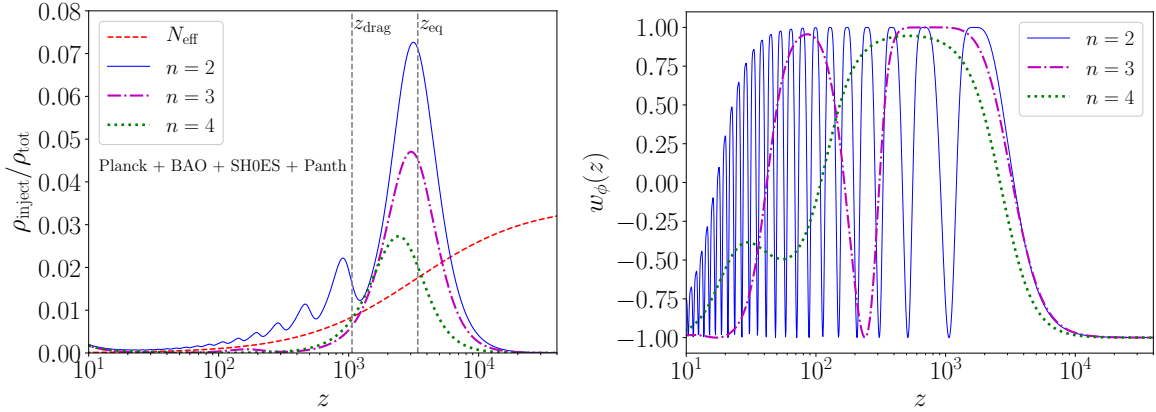 0.08
0.07
0.06
0.05
0.04
0.03
0.02
0.01
0.00
ρ_inject/ρ_tot
N_eff
n = 2
n = 3
n = 4
Planck + BAO + SH0ES + Panth
z_drag
z_eq
10^1
10^2
10^3
10^4
z
1.00
0.75
0.50
0.25
0.00
−0.25
−0.50
−0.75
−1.00
w_ϕ(z)
n = 2
n = 3
n = 4
10^1
10^2
10^3
10^4
z